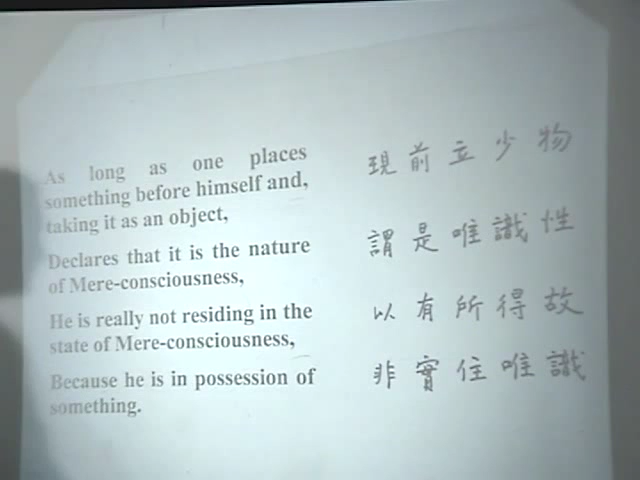 As long as one places
something before himself and,
taking it as an object,
Declares that it is the nature
of Mere-consciousness,
He is really not residing in the
state of Mere-consciousness,
Because he is in possession of
something.
現前立少物
謂是唯識性
以有所得故
非實住唯識